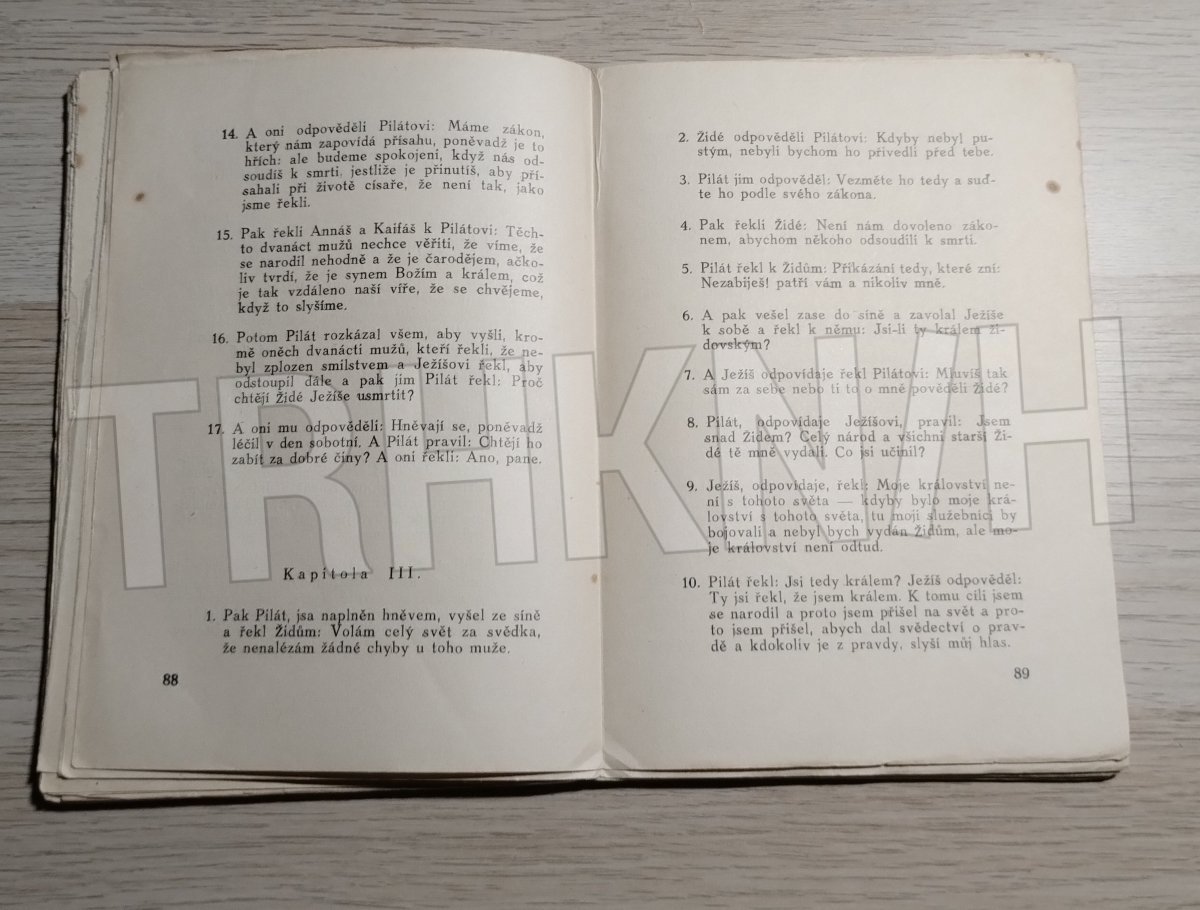 14. A oni odpověděli Pilátovi: Máme zákon,
který nám zapovídá přísahu, poněvadž je to
hřích: ale budeme spokojeni, když nás od-
soudíš k smrti, jestliže je přinutíš, aby pří-
sahali při životě císaře, že není tak, jako
jsme řekli.
15. Pak řekli Annáš a Kaifáš k Pilátovi: Těch-
to dvanáct mužů nechce věřiti, že víme, že
se narodil nehodně a že je čarodějem, ačko-
liv tvrdí, že je synem Božím a králem, což
je tak vzdáleno naší víře, že se chvějeme,
když to slyšíme.
16. Potom Pilát rozkázal všem, aby vyšli, kro-
mě oněch dvanácti mužů, kteří řekli, že ne-
byl zplozen smilstvem a Ježíšovi řekl, aby
odstoupil dále a pak jim Pilát řekl: Proč
chtějí Židé Ježíše usmrtit?
17. A oni mu odpověděli: Hněvají se, poněvadž
léčil v den sobotní. A Pilát pravil: Chtějí ho
zabít za dobré činy? A oni řekli: Ano, pane.
Kapitola III.
1. Pak Pilát, jsa naplněn hněvem, vyšel ze síně
a řekl Židům: Volám celý svět za svědka,
že nenalézám žádné chyby u toho muže.
88
2. Židé odpověděli Pilátovi: Kdyby nebyl pu-
stým, nebyli bychom ho přivedli před tebe.
3. Pilát jim odpověděl: Vezměte ho tedy a suď-
te ho podle svého zákona.
4. Pak řekli Židé: Není nám dovoleno záko-
nem, abychom někoho odsoudili k smrti.
5. Pilát řekl k Židům: Příkázání tedy, které zní:
Nezabiješ! patří vám a nikoliv mně.
6. A pak vešel zase do síně a zavolal Ježíše
k sobě a řekl k němu: Jsi-li ty králem ži-
dovským?
7. A Ježíš odpovídaje řekl Pilátovi: Mluvíš tak
sám za sebe nebo ti to o mně pověděli Židé?
8. Pilát, odpovídaje Ježíšovi, pravil: Jsem
snad Židem? Celý národ a všichni starší Ži-
dé tě mně vydali. Co jsi učinil?
9. Ježíš, odpovídaje, řekl: Moje království ne-
ní s tohoto světa — kdyby bylo moje krá-
lovství s tohoto světa, tu moji služebníci by
bojovali a nebyl bych vydán Židům, ale mo-
je království není odtud.
10. Pilát řekl: Jsi tedy králem? Ježíš odpověděl:
Ty jsi řekl, že jsem králem. K tomu cíli jsem
se narodil a proto jsem přišel na svět a pro-
to jsem přišel, abych dal svědectví o prav-
dě a kdokoliv je z pravdy, slyší můj hlas.
89
TRHKNIH